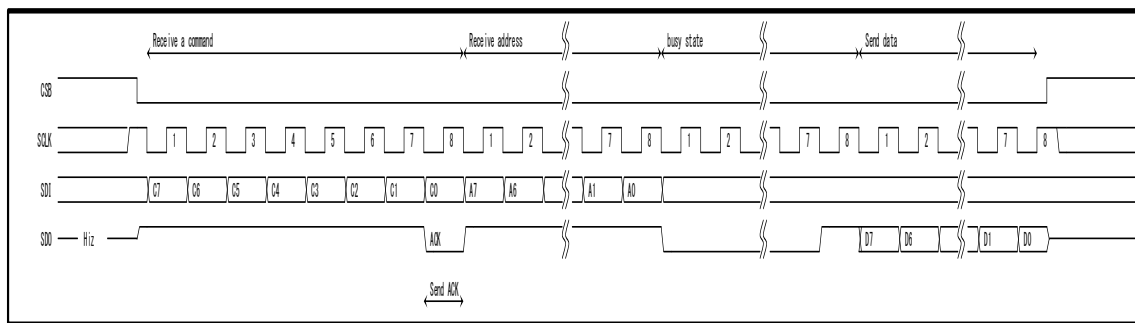 Receive a command Receive address busy state Send data
CSB
SCLK 1 2 3 4 5 6 7 8 1 2 7 8 1 2 7 8 1 2 7 8
SDI C7 C6 C5 C4 C3 C2 C1 C0 A7 A6 A1 A0
SDO Hiz ACK D7 D6 D1 D0
Send ACK